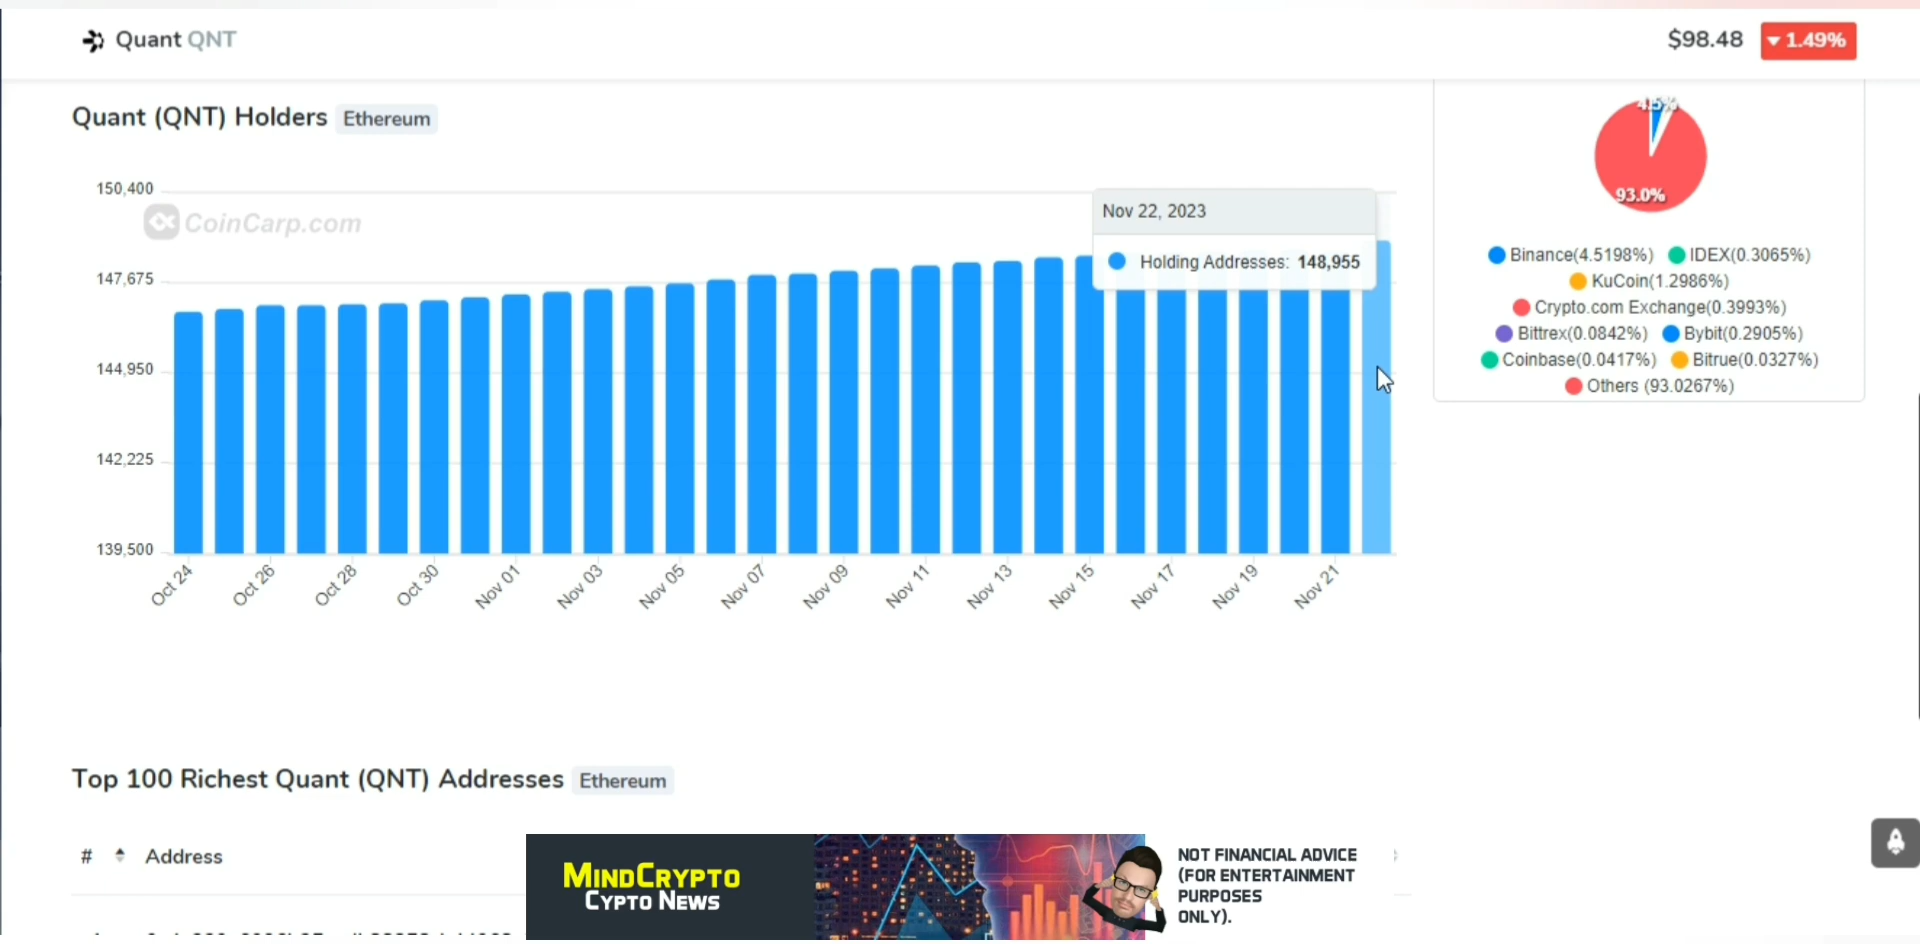 Quant QNT
$98.48
1.49%
Quant (QNT) Holders Ethereum
150,400
147,675
144,950
142,225
139,500
CoinCarp.com
Nov 22, 2023
Holding Addresses: 148,955
Oct 24
Oct 26
Oct 28
Oct 30
Nov 01
Nov 03
Nov 05
Nov 07
Nov 09
Nov 11
Nov 13
Nov 15
Nov 17
Nov 19
Nov 21
93.0%
Binance(4.5198%) IDEX(0.3065%)
KuCoin(1.2986%)
Crypto.com Exchange(0.3993%)
Bittrex(0.0842%) Bybit(0.2905%)
Coinbase(0.0417%) Bitrue(0.0327%)
Others (93.0267%)
Top 100 Richest Quant (QNT) Addresses Ethereum
# Address
MINDCRYPTO
CYPTO NEWS
NOT FINANCIAL ADVICE
(FOR ENTERTAINMENT
PURPOSES
ONLY).